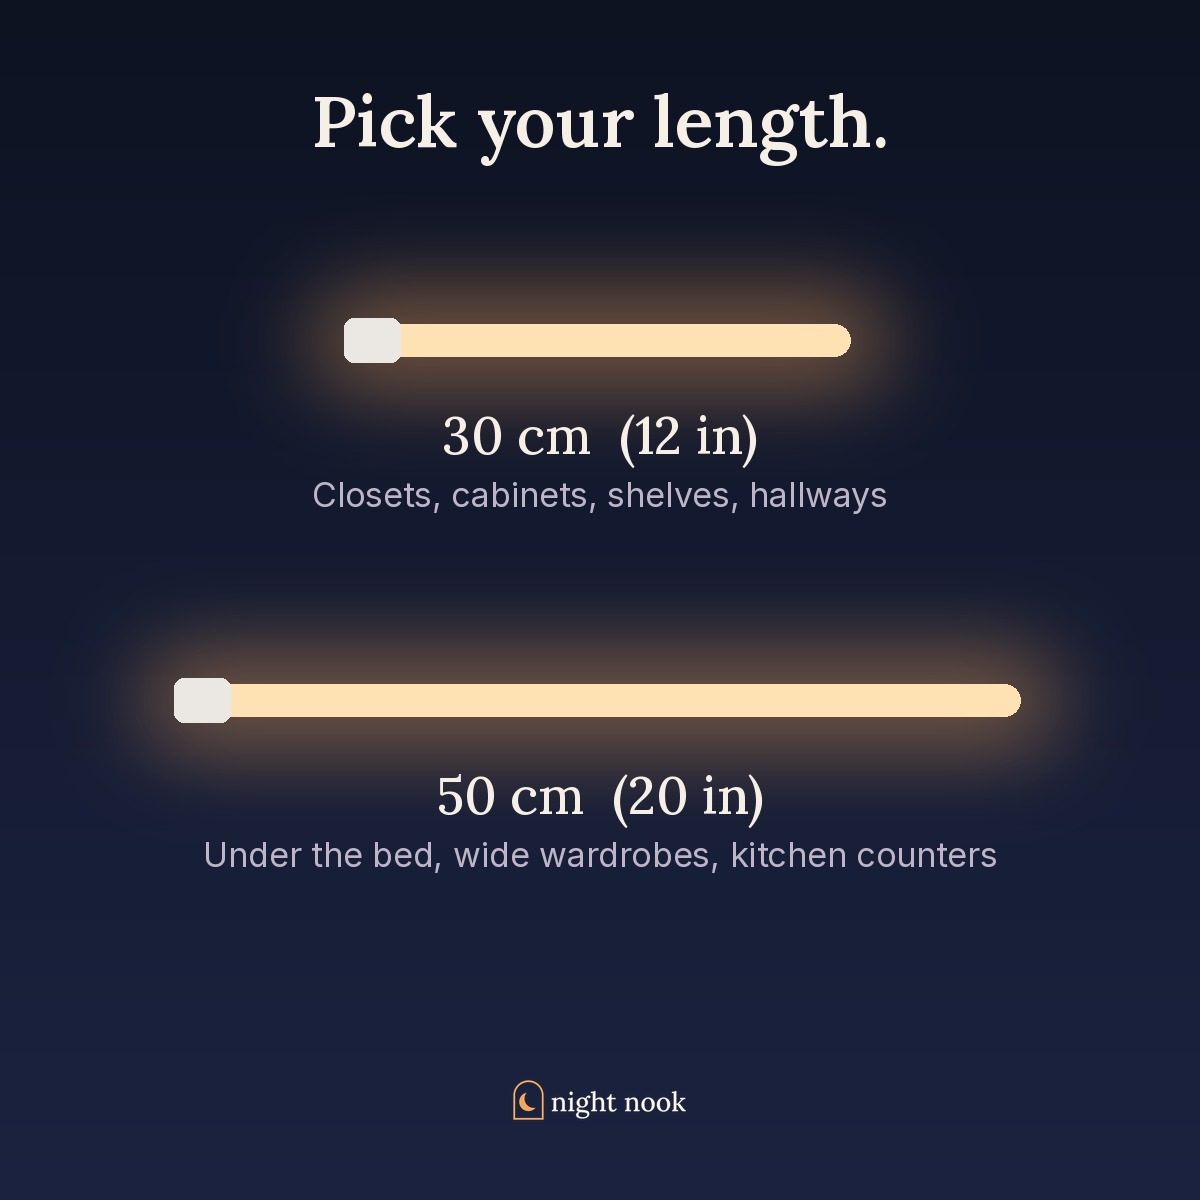 Pick your length.
30 cm (12 in)
Closets, cabinets, shelves, hallways
50 cm (20 in)
Under the bed, wide wardrobes, kitchen counters
night nook